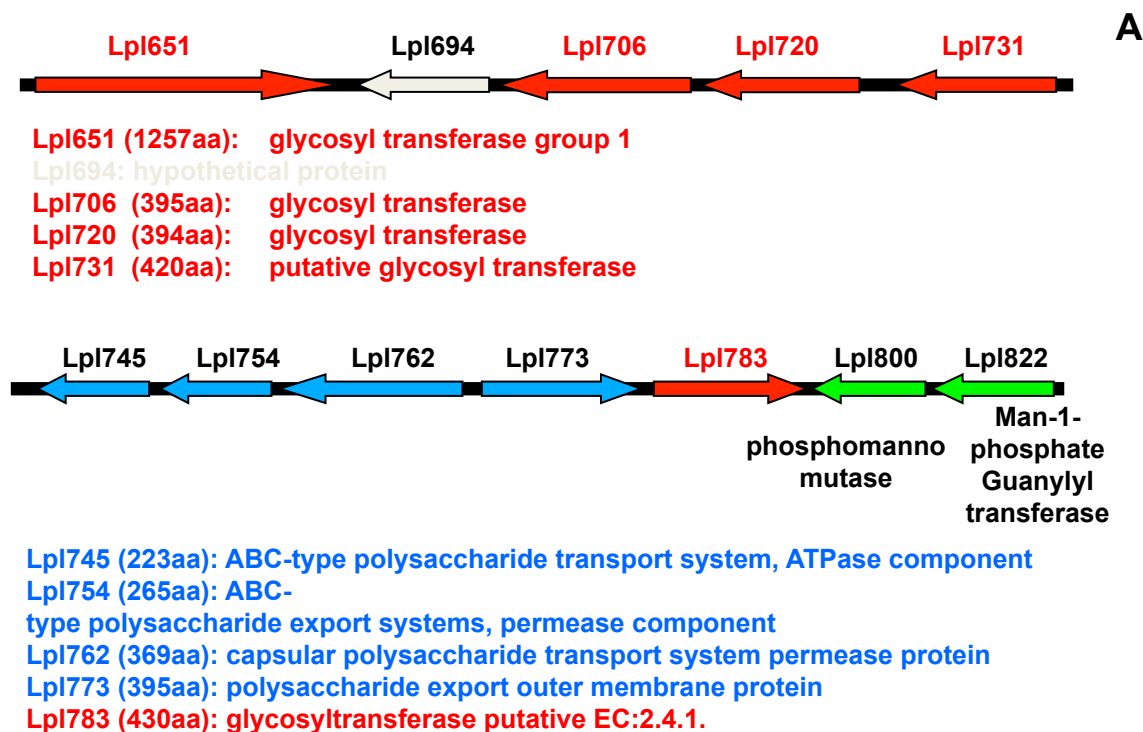 A
Lpl651 Lpl694 Lpl706 Lpl720 Lpl731
Lpl651 (1257aa): glycosyl transferase group 1
Lpl694: hypothetical protein
Lpl706 (395aa): glycosyl transferase
Lpl720 (394aa): glycosyl transferase
Lpl731 (420aa): putative glycosyl transferase
Lpl745 Lpl754 Lpl762 Lpl773 Lpl783 Lpl800 Lpl822
phosphomanno
mutase
Man-1-
phosphate
Guanylyl
transferase
Lpl745 (223aa): ABC-type polysaccharide transport system, ATPase component
Lpl754 (265aa): ABC-
type polysaccharide export systems, permease component
Lpl762 (369aa): capsular polysaccharide transport system permease protein
Lpl773 (395aa): polysaccharide export outer membrane protein
Lpl783 (430aa): glycosyltransferase putative EC:2.4.1.